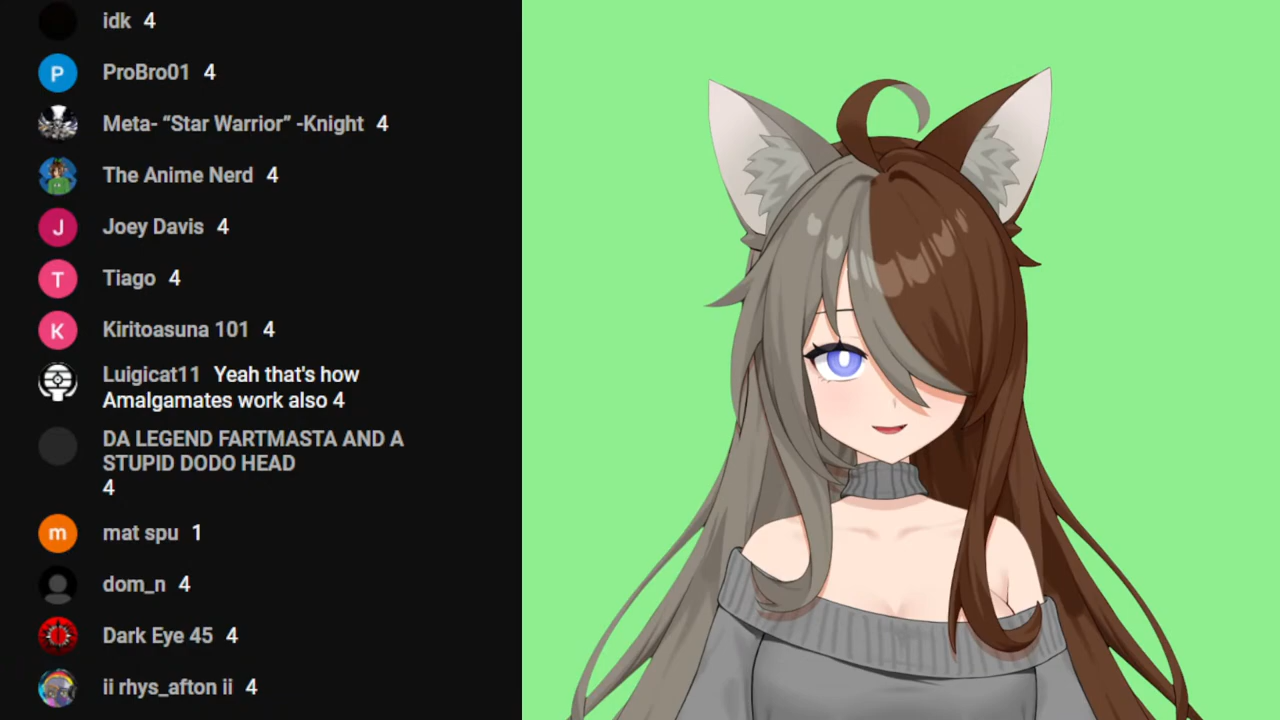 idk 4
P ProBro01 4
Meta- “Star Warrior” -Knight 4
The Anime Nerd 4
J Joey Davis 4
T Tiago 4
K Kiritoasuna 101 4
Luigicat11 Yeah that's how
Amalgamates work also 4
DA LEGEND FARTMASTA AND A
STUPID DODO HEAD
4
m mat spu 1
dom_n 4
Dark Eye 45 4
ii rhys_afton ii 4